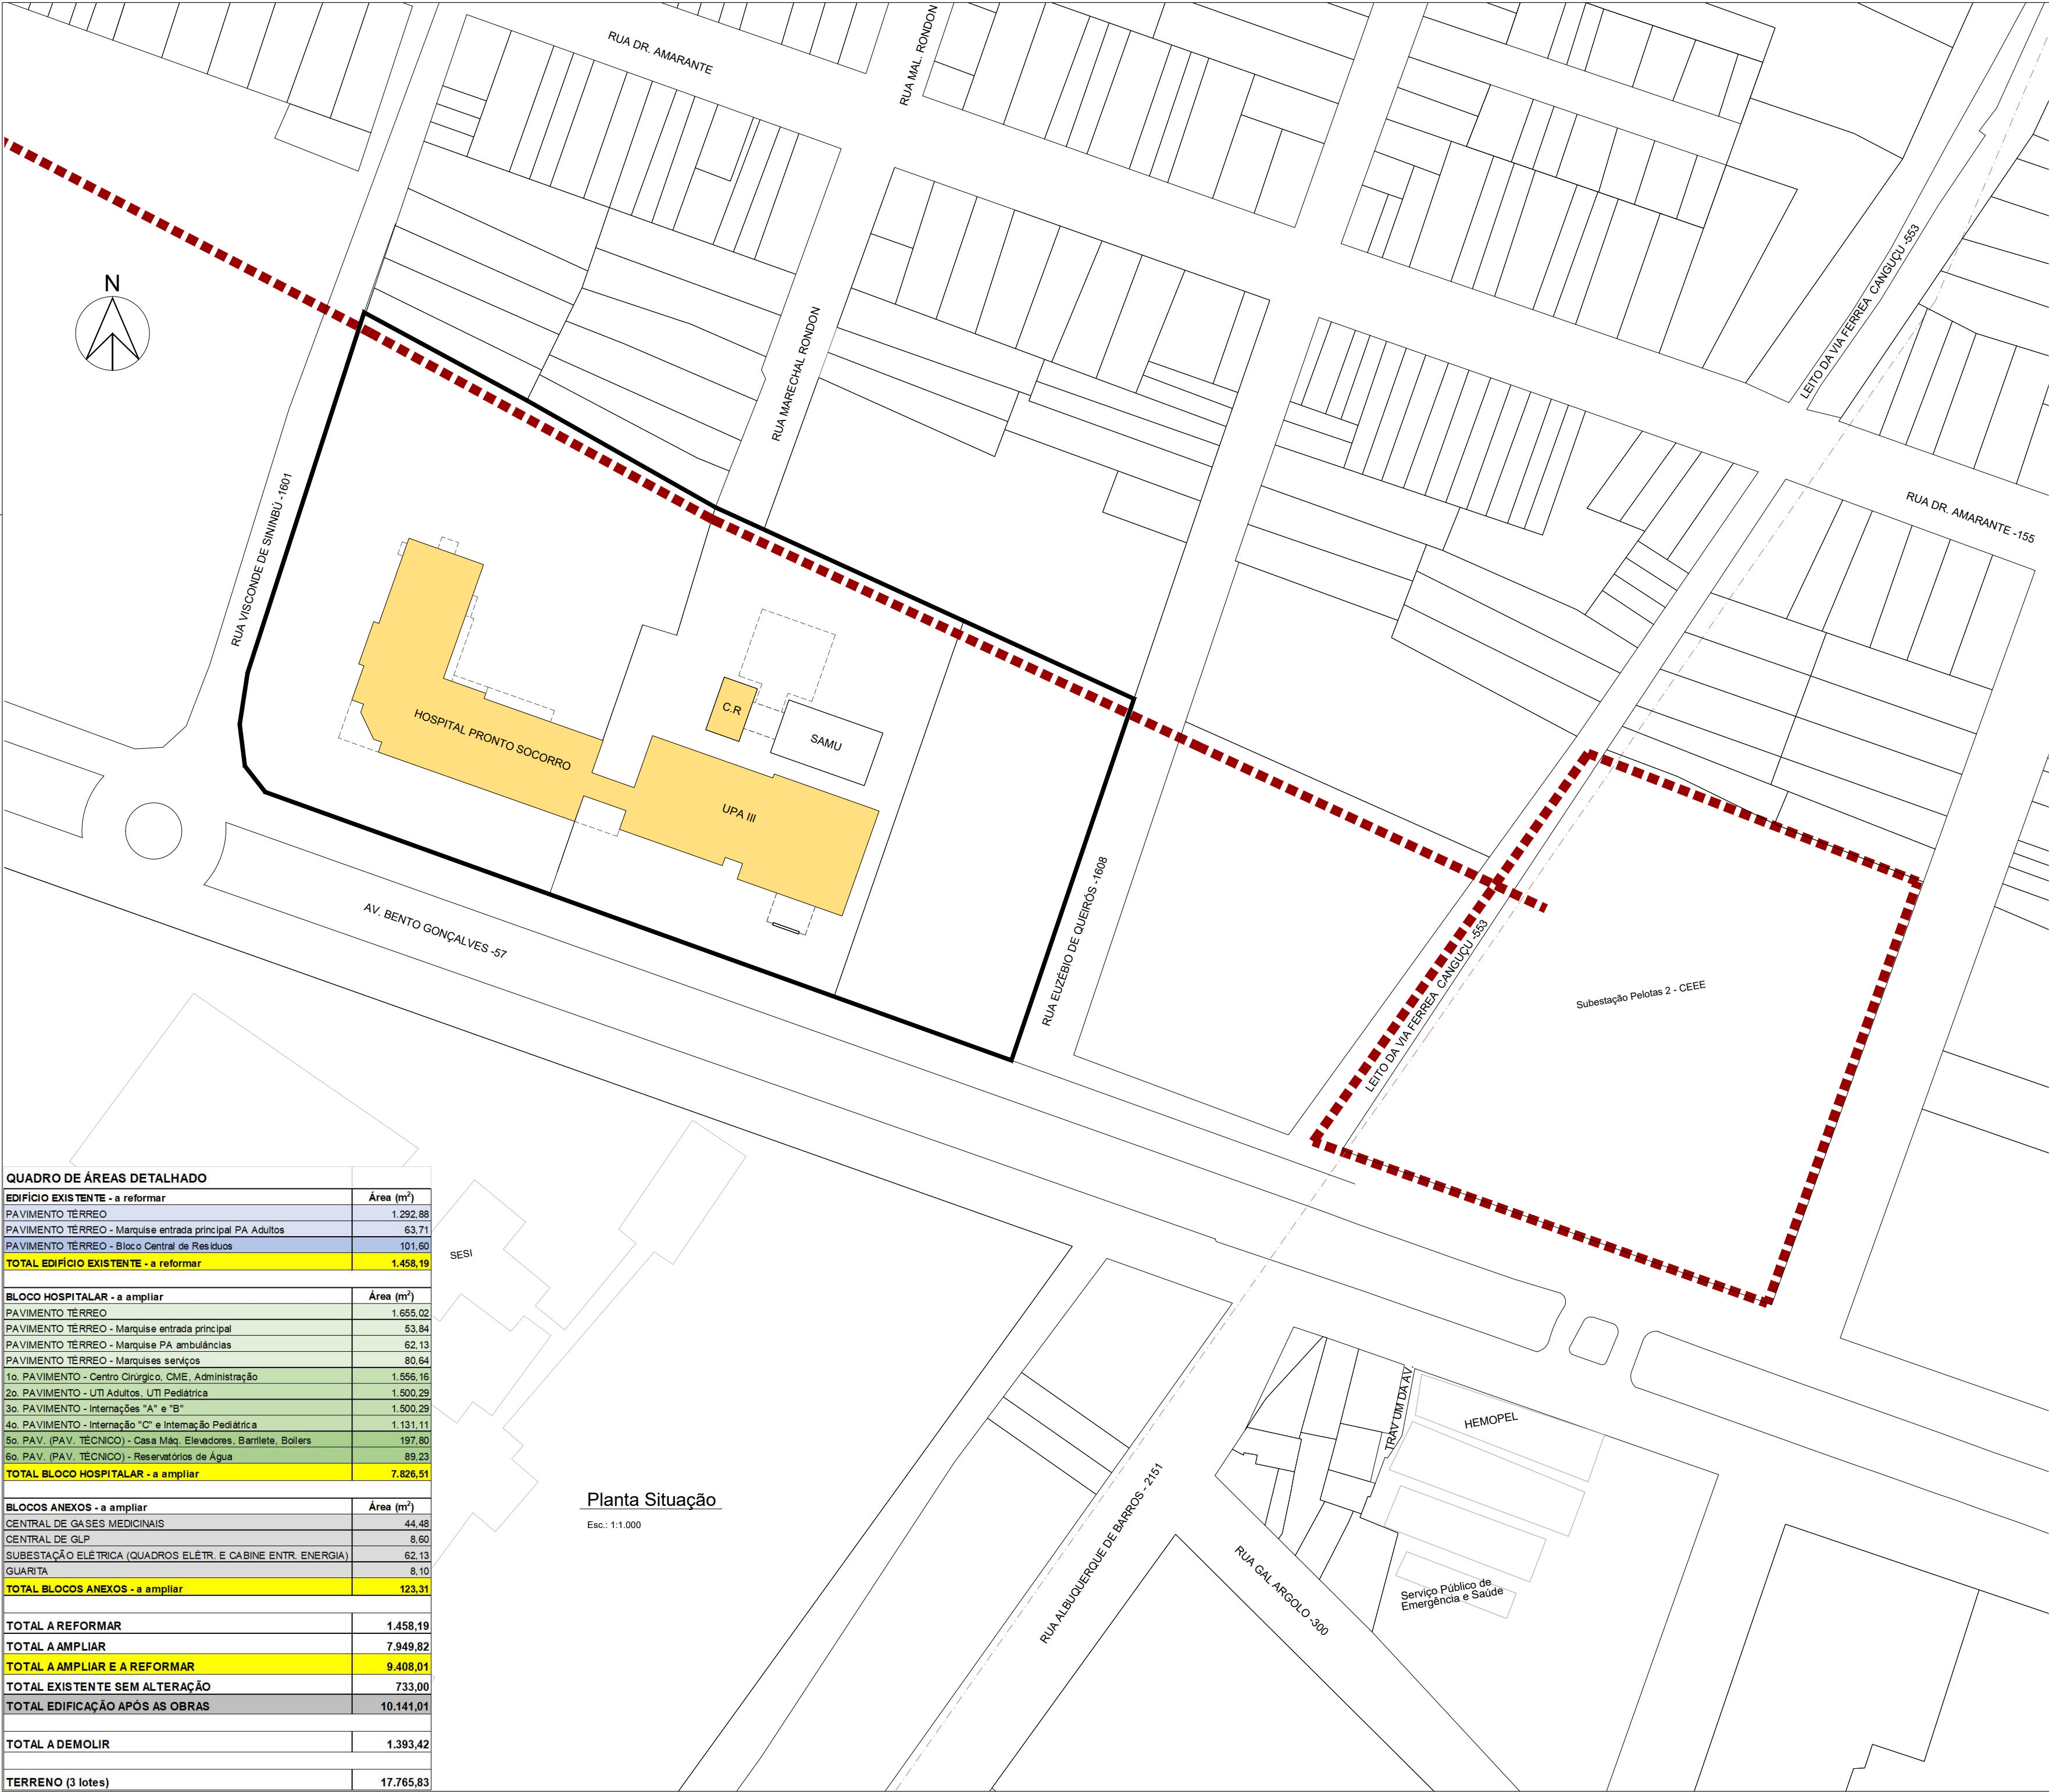 RUA DR. AMARANTE
RUA MAL. RONDON
N
LEITO DA VIA FERREA CANGUÇU -553
RUA MARECHAL RONDON
RUA VISCONDE DE SININBÚ -1601
RUA DR. AMARANTE -155
C.R
SAMU
HOSPITAL PRONTO SOCORRO
UPA III
AV. BENTO GONÇALVES -57
RUA EUZÉBIO DE QUEIRÓS -1608
LEITO DA VIA FERREA CANGUÇU -553
Subestação Pelotas 2 - CEEE
SESI
TRAV UM DA AV.
HEMOPEL
Planta Situação
Esc.: 1:1.000
RUA ALBUQUERQUE DE BARROS - 2151
RUA GAL ARGOLO -300
Serviço Público de
Emergência e Saúde
QUADRO DE ÁREAS DETALHADO
EDIFÍCIO EXISTENTE - a reformar Área (m²)
PAVIMENTO TÉRREO 1.292,88
PAVIMENTO TÉRREO - Marquise entrada principal PA Adultos 63,71
PAVIMENTO TÉRREO - Bloco Central de Resíduos 101,60
TOTAL EDIFÍCIO EXISTENTE - a reformar 1.458,19
BLOCO HOSPITALAR - a ampliar Área (m²)
PAVIMENTO TÉRREO 1.655,02
PAVIMENTO TÉRREO - Marquise entrada principal 53,84
PAVIMENTO TÉRREO - Marquise PA ambulâncias 62,13
PAVIMENTO TÉRREO - Marquises serviços 80,64
1o. PAVIMENTO - Centro Cirúrgico, CME, Administração 1.556,16
2o. PAVIMENTO - UTI Adultos, UTI Pediátrica 1.500,29
3o. PAVIMENTO - Internações "A" e "B" 1.500,29
4o. PAVIMENTO - Internação "C" e Internação Pediátrica 1.131,11
5o. PAV. (PAV. TÉCNICO) - Casa Máq. Elevadores, Barrilete, Boilers 197,80
6o. PAV. (PAV. TÉCNICO) - Reservatórios de Água 89,23
TOTAL BLOCO HOSPITALAR - a ampliar 7.826,51
BLOCOS ANEXOS - a ampliar Área (m²)
CENTRAL DE GASES MEDICINAIS 44,48
CENTRAL DE GLP 8,60
SUBESTAÇÃO ELÉTRICA (QUADROS ELÉTR. E CABINE ENTR. ENERGIA) 62,13
GUARITA 8,10
TOTAL BLOCOS ANEXOS - a ampliar 123,31
TOTAL A REFORMAR 1.458,19
TOTAL A AMPLIAR 7.949,82
TOTAL A AMPLIAR E A REFORMAR 9.408,01
TOTAL EXISTENTE SEM ALTERAÇÃO 733,00
TOTAL EDIFICAÇÃO APÓS AS OBRAS 10.141,01
TOTAL A DEMOLIR 1.393,42
TERRENO (3 lotes) 17.765,83